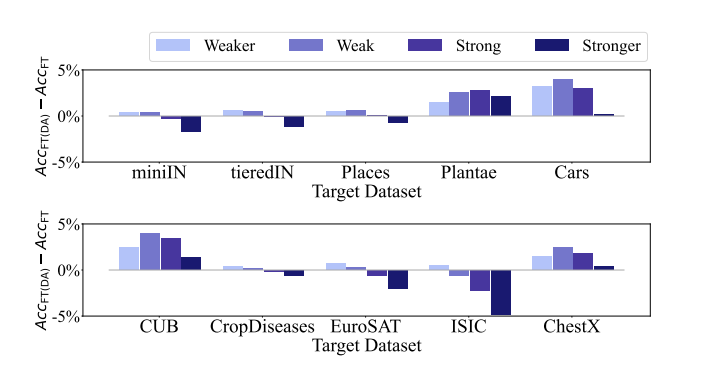 Weaker Weak Strong Stronger
5%
0%
-5%
Acc_FT(DA) − Acc_FT
miniIN tieredIN Places Plantae Cars
Target Dataset
5%
0%
-5%
Acc_FT(DA) − Acc_FT
CUB CropDiseases EuroSAT ISIC ChestX
Target Dataset